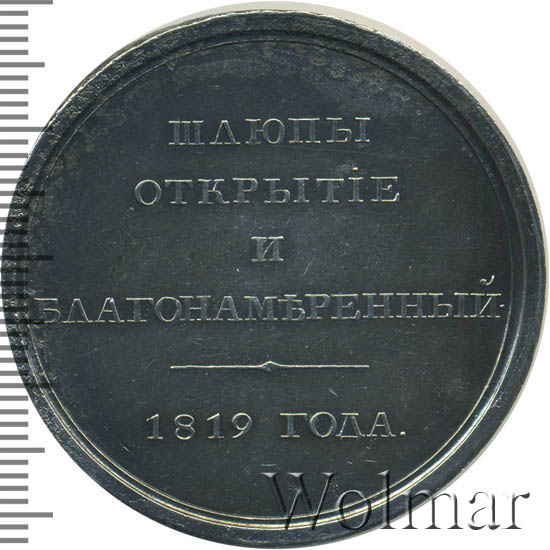 ШЛЮПЫ
ОТКРЫТІЕ
И
БЛАГОНАМѢРЕННЫЙ
1819 ГОДА.
Wolmar